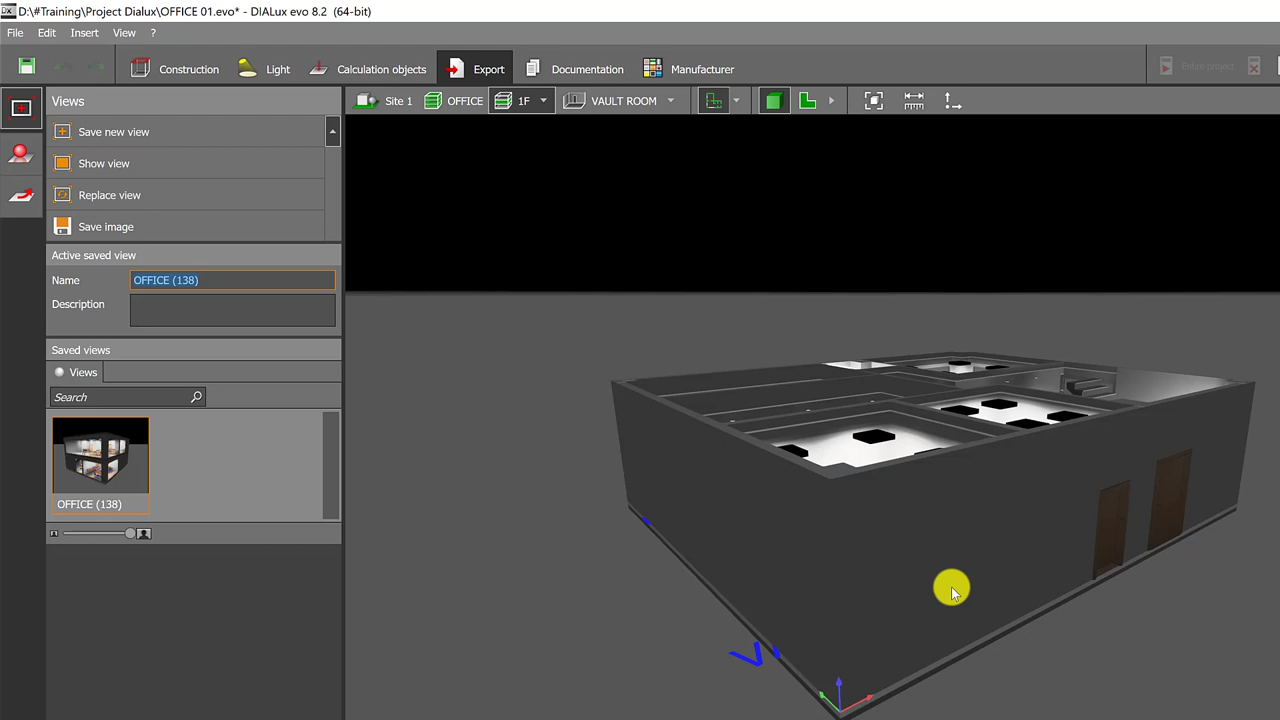 D:\#Training\Project Dialux\OFFICE 01.evo* - DIALux evo 8.2 (64-bit)
File Edit Insert View ?
Construction Light Calculation objects Export Documentation Manufacturer Entire project
Views
Site 1 OFFICE 1F VAULT ROOM
Save new view
Show view
Replace view
Save image
Active saved view
Name OFFICE (138)
Description
Saved views
Views
Search
OFFICE (138)